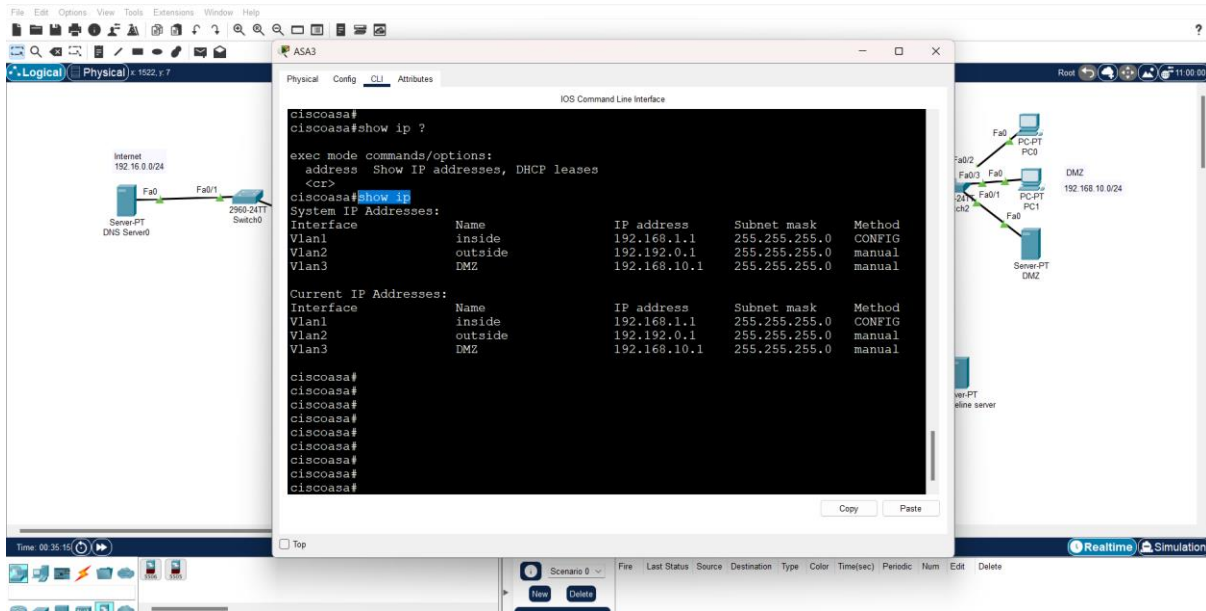 File Edit Options View Tools Extensions Window Help
?
ASA3
Logical Physical x: 1522, y: 7
Root 11:00:00
Physical Config CLI Attributes
IOS Command Line Interface
ciscoasa#
ciscoasa#show ip ?
exec mode commands/options:
address Show IP addresses, DHCP leases
<cr>
ciscoasa#show ip
System IP Addresses:
Interface Name IP address Subnet mask Method
Vlan1 inside 192.168.1.1 255.255.255.0 CONFIG
Vlan2 outside 192.192.0.1 255.255.255.0 manual
Vlan3 DMZ 192.168.10.1 255.255.255.0 manual
Current IP Addresses:
Interface Name IP address Subnet mask Method
Vlan1 inside 192.168.1.1 255.255.255.0 CONFIG
Vlan2 outside 192.192.0.1 255.255.255.0 manual
Vlan3 DMZ 192.168.10.1 255.255.255.0 manual
ciscoasa#
ciscoasa#
ciscoasa#
ciscoasa#
ciscoasa#
ciscoasa#
ciscoasa#
ciscoasa#
ciscoasa#
Copy Paste
Top
Internet
192.16.0.0/24
Fa0 Fa0/1
2960-24TT
Switch0
Server-PT
DNS Server0
Fa0
PC-PT
PC0
Fa0/2
Fa0/3 Fa0
DMZ
192.168.10.0/24
Fa0/1
PC-PT
PC1
Fa0
Server-PT
DMZ
server
Time: 00:35:15
Realtime Simulation
5506 5505
Scenario 0
New Delete
Fire Last Status Source Destination Type Color Time(sec) Periodic Num Edit Delete